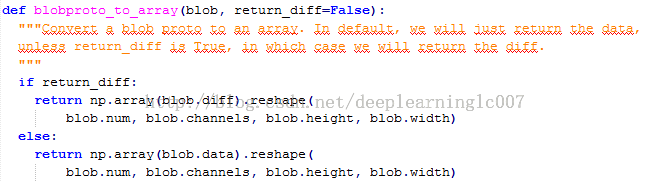 def blobproto_to_array(blob, return_diff=False):
"""Convert a blob proto to an array. In default, we will just return the data,
unless return_diff is True, in which case we will return the diff.
"""
if return_diff:
return np.array(blob.diff).reshape(
http://blog.csdn.net/deeplearninglc007
blob.num, blob.channels, blob.height, blob.width)
else:
return np.array(blob.data).reshape(
blob.num, blob.channels, blob.height, blob.width)